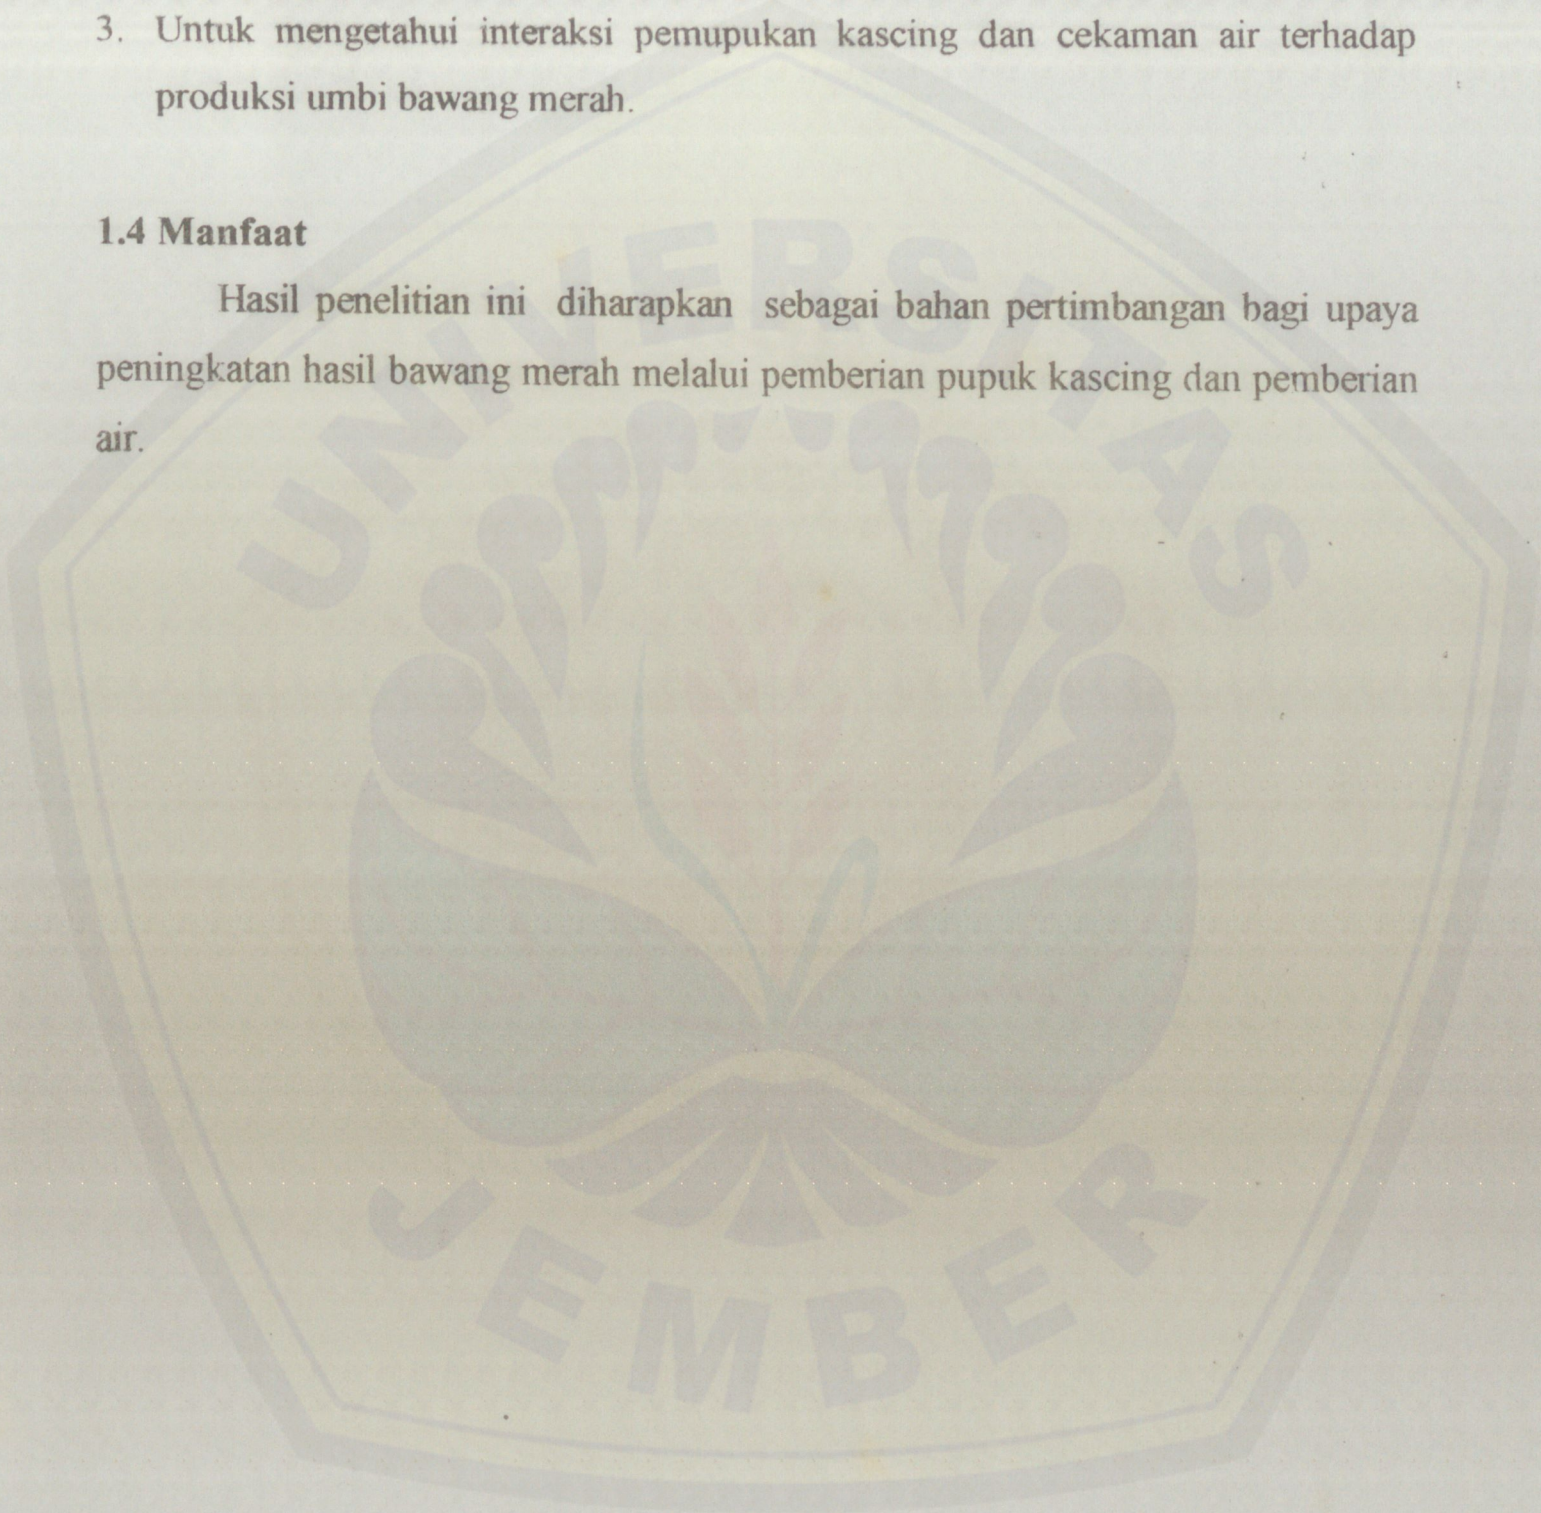 3. Untuk mengetahui interaksi pemupukan kascing dan cekaman air terhadap
produksi umbi bawang merah.
1.4 Manfaat
Hasil penelitian ini diharapkan sebagai bahan pertimbangan bagi upaya
peningkatan hasil bawang merah melalui pemberian pupuk kascing dan pemberian
air.
UNIVERSITAS
JEMBER